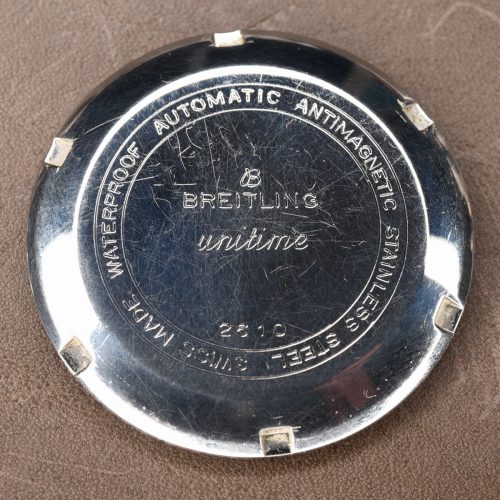 WATERPROOF AUTOMATIC ANTIMAGNETIC STAINLESS STEEL SWISS MADE
B
BREITLING
unitime
2610